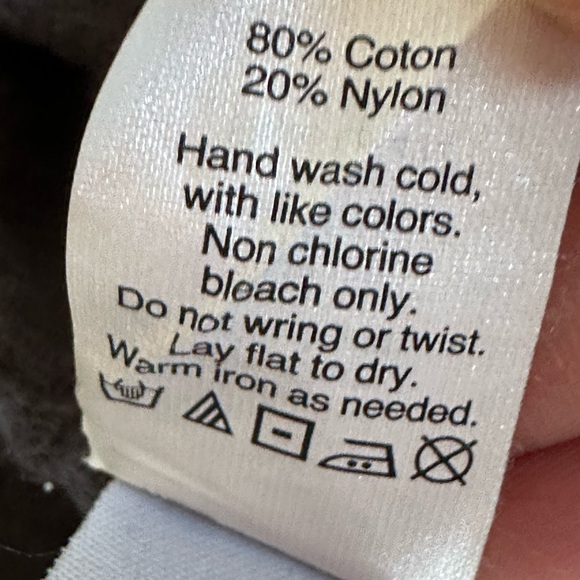 80% Coton
20% Nylon
Hand wash cold,
with like colors.
Non chlorine
bleach only.
Do not wring or twist.
Lay flat to dry.
Warm iron as needed.